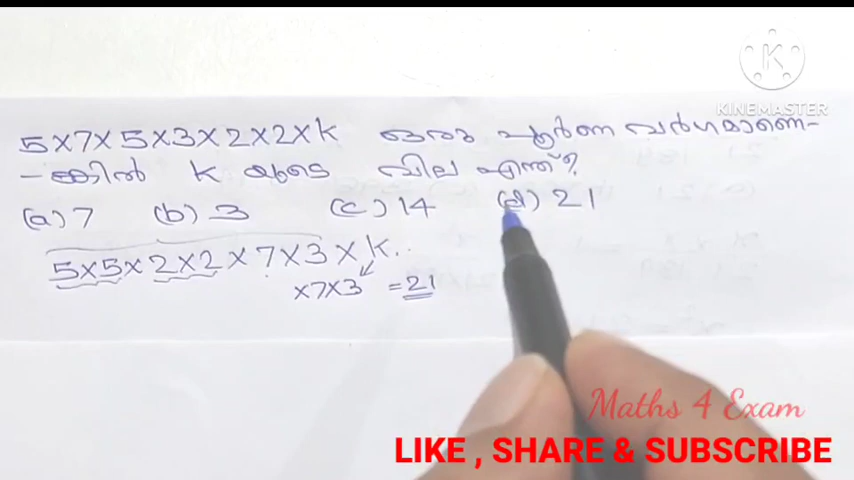 K
KINEMASTER
5×7×5×3×2×2×K ഒരു പൂർണ വർഗമാണെ-
-ങ്കിൽ K യുടെ വില എന്ത്?
(a) 7 (b) 3 (c) 14 (d) 21
5×5×2×2×7×3×K..
×7×3 =21
Maths 4 Exam
LIKE , SHARE & SUBSCRIBE